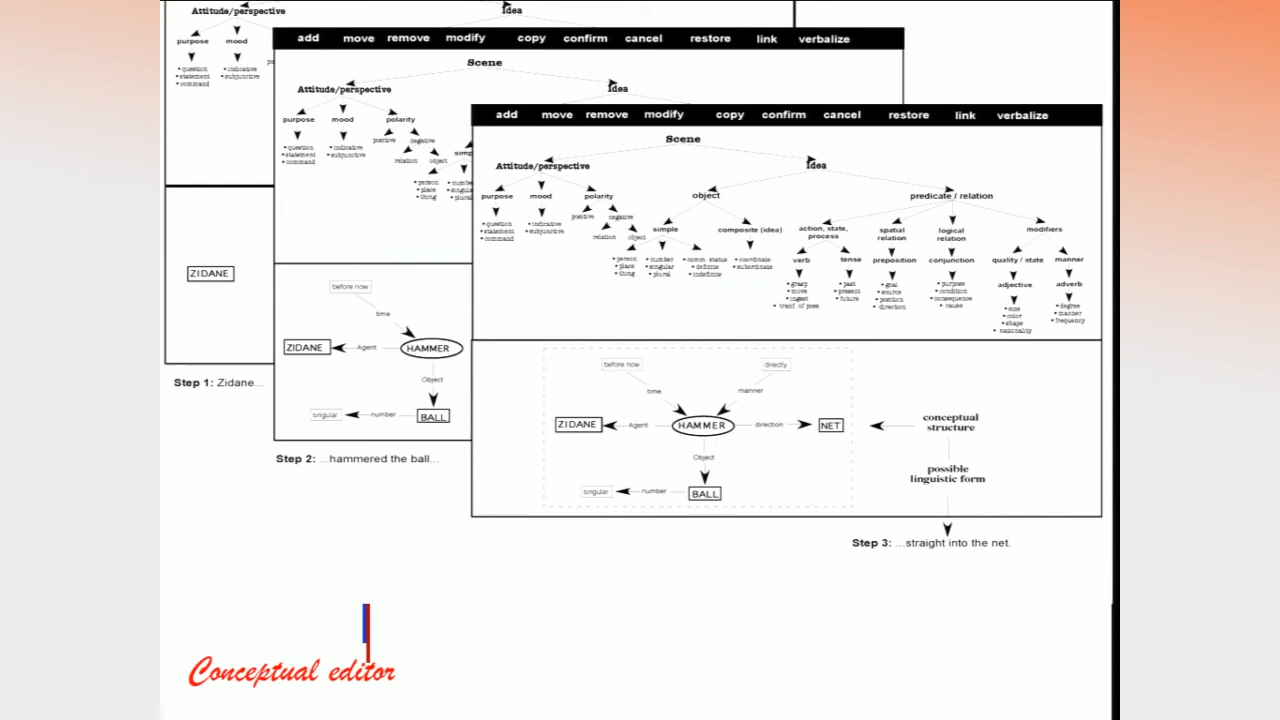 Attitude/perspective
Idea
purpose
mood
• question
• statement
• command
• indicative
• subjunctive
ZIDANE
Step 1: Zidane...
add move remove modify copy confirm cancel restore link verbalize
Scene
Attitude/perspective
Idea
purpose
mood
polarity
positive
negative
• question
• statement
• command
• indicative
• subjunctive
relation
object
• person
• place
• thing
before now
time
ZIDANE
Agent
HAMMER
Object
singular
number
BALL
Step 2: ...hammered the ball...
add move remove modify copy confirm cancel restore link verbalize
Scene
Attitude/perspective
Idea
purpose
mood
polarity
object
predicate / relation
positive
negative
• question
• statement
• command
• indicative
• subjunctive
relation
object
simple
composite (idea)
action, state,
process
spatial
relation
logical
relation
modifiers
• person
• place
• thing
• number
• singular
• plural
• comm. status
• definite
• indefinite
• coordinate
• subordinate
verb
tense
preposition
conjunction
quality / state
manner
• grasp
• move
• ingest
• tranf. of poss
• past
• present
• future
• goal
• source
• position
• direction
• purpose
• condition
• consequence
• cause
adjective
adverb
• size
• color
• shape
• nationality
• degree
• manner
• frequency
before now
directly
time
manner
ZIDANE
Agent
HAMMER
direction
NET
Object
singular
number
BALL
conceptual
structure
possible
linguistic form
Step 3: ...straight into the net.
Conceptual editor